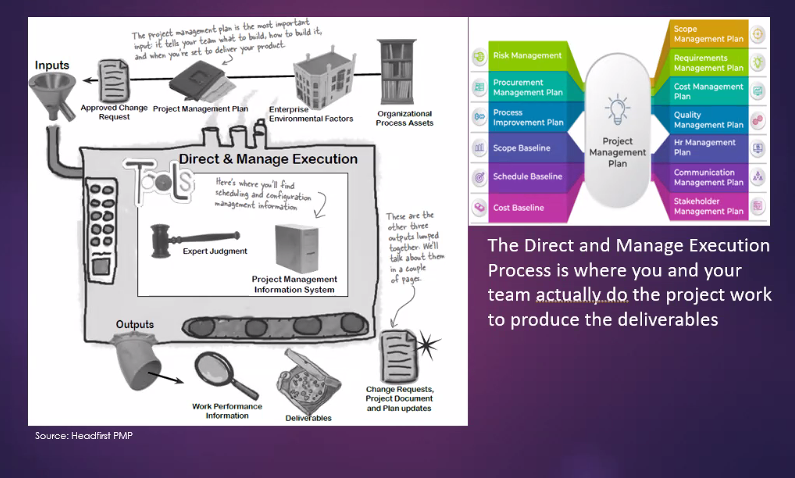 The project management plan is the most important
input: it tells your team what to build, how to build it,
and when you're set to deliver your product.
Inputs
Approved Change
Request
Project Management Plan
Enterprise
Environmental Factors
Organizational
Process Assets
Tools
Direct & Manage Execution
Here's where you'll find
scheduling and configuration
management information
Expert Judgment
Project Management
Information System
These are the
other three
outputs lumped
together. We'll
talk about them
in a couple
of pages.
Outputs
Work Performance
Information
Deliverables
Change Requests,
Project Document
and Plan updates
Source: Headfirst PMP
Risk Management
Procurement
Management Plan
Process
Improvement Plan
Scope Baseline
Schedule Baseline
Cost Baseline
Project
Management
Plan
Scope
Management Plan
Requirements
Management Plan
Cost Management
Plan
Quality
Management Plan
Hr Management
Plan
Communication
Management Plan
Stakeholder
Management Plan
The Direct and Manage Execution
Process is where you and your
team actually do the project work
to produce the deliverables